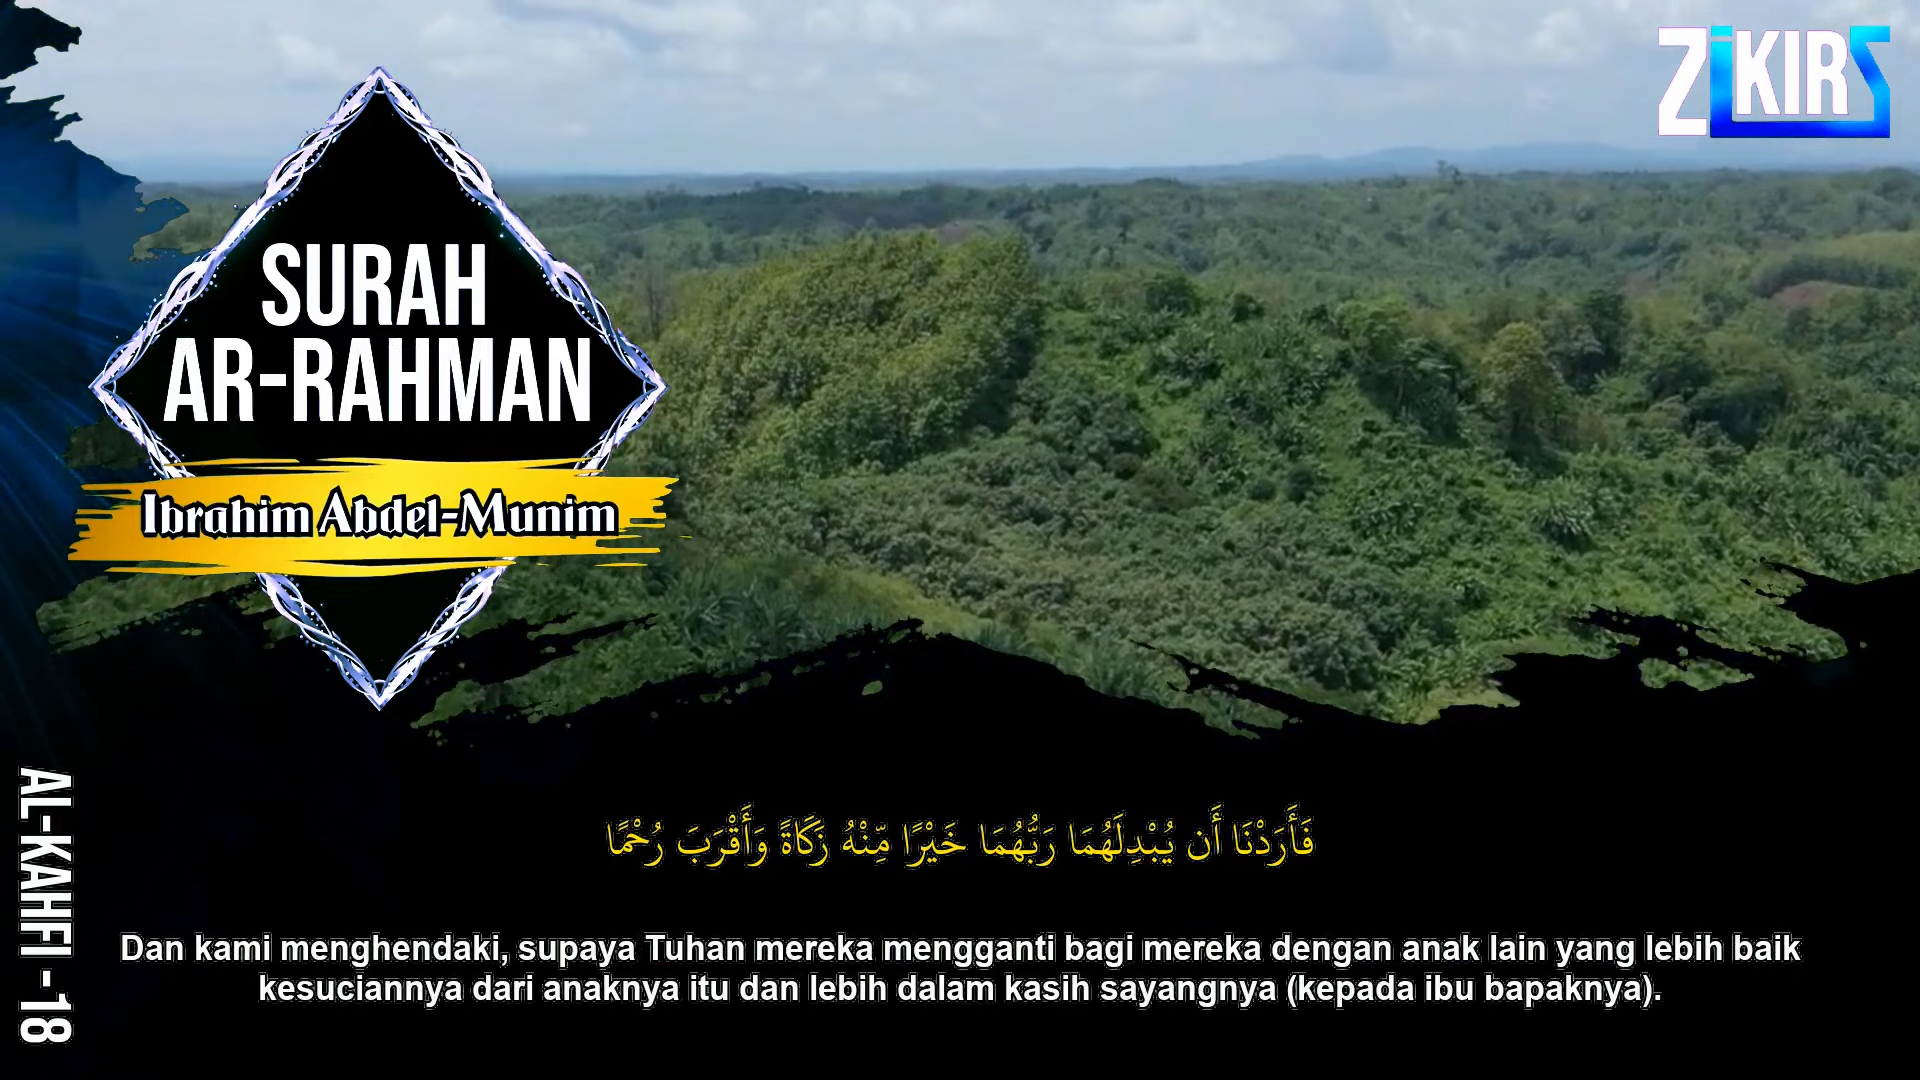 ZIKIRS
SURAH
AR-RAHMAN
Ibrahim Abdel-Munim
فَأَرَدْنَا أَن يُبْدِلَهُمَا رَبُّهُمَا خَيْرًا مِّنْهُ زَكَاةً وَأَقْرَبَ رُحْمًا
Dan kami menghendaki, supaya Tuhan mereka mengganti bagi mereka dengan anak lain yang lebih baik
kesuciannya dari anaknya itu dan lebih dalam kasih sayangnya (kepada ibu bapaknya).
AL-KAHFI -18